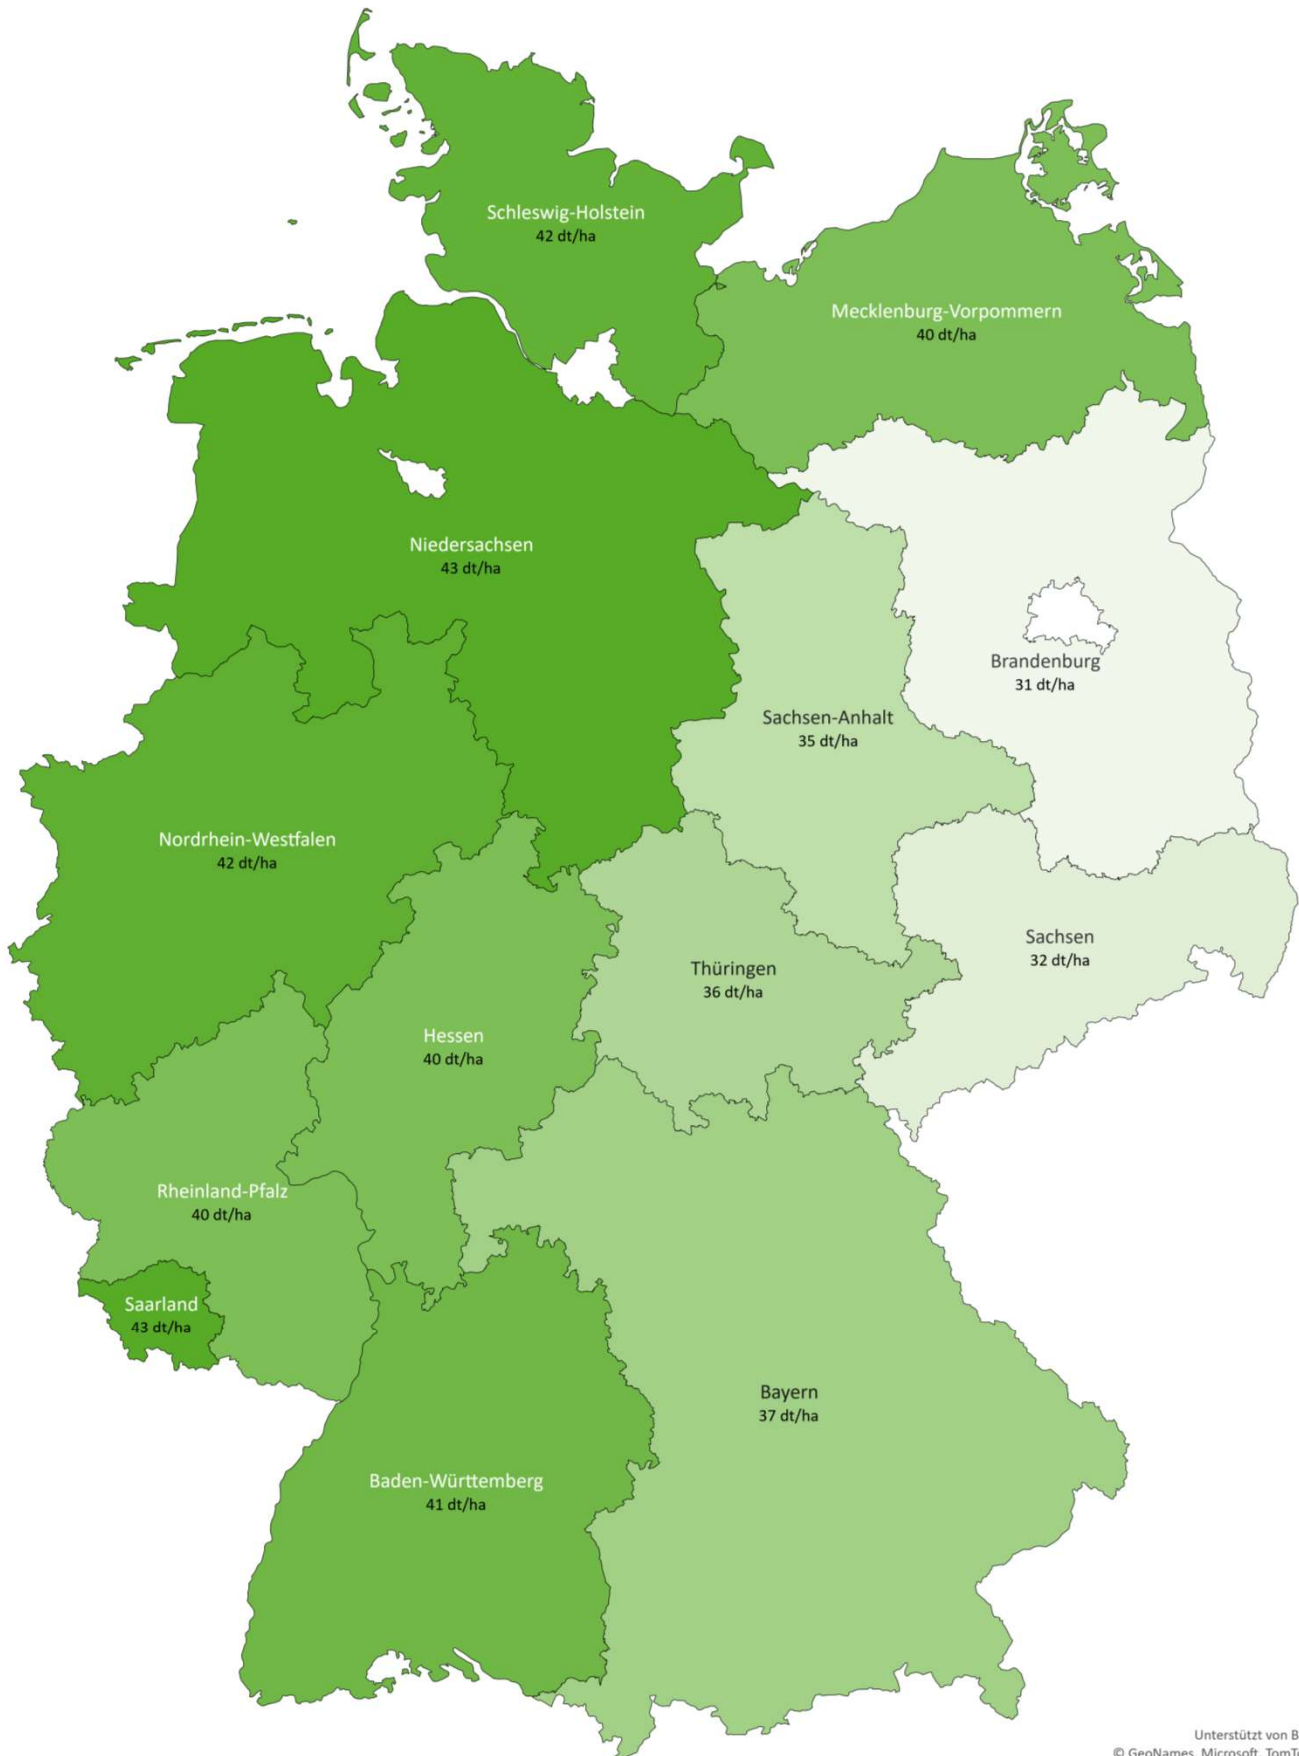 Schleswig-Holstein
42 dt/ha
Mecklenburg-Vorpommern
40 dt/ha
Niedersachsen
43 dt/ha
Brandenburg
31 dt/ha
Sachsen-Anhalt
35 dt/ha
Nordrhein-Westfalen
42 dt/ha
Sachsen
32 dt/ha
Thüringen
36 dt/ha
Hessen
40 dt/ha
Rheinland-Pfalz
40 dt/ha
Saarland
43 dt/ha
Bayern
37 dt/ha
Baden-Württemberg
41 dt/ha
Unterstützt von B
© GeoNames, Microsoft,